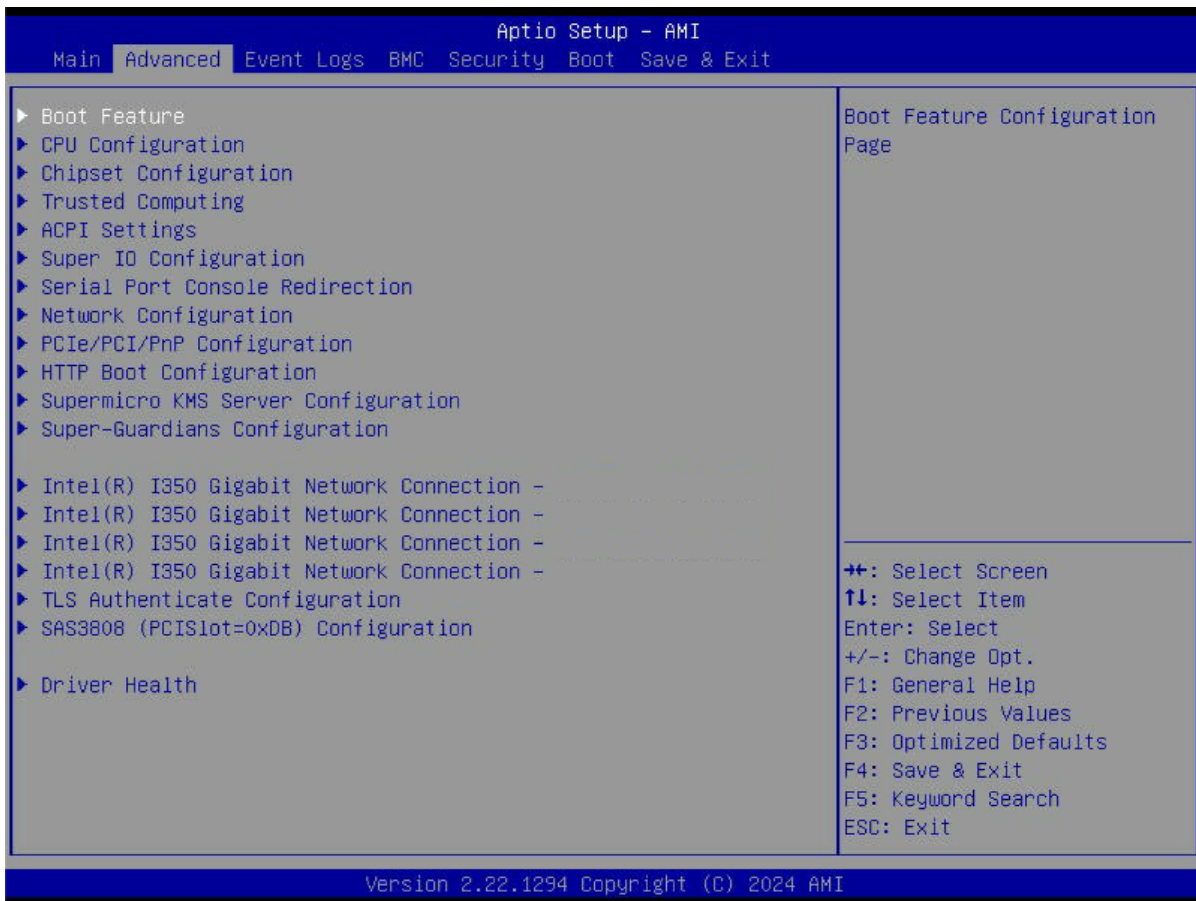 Aptio Setup – AMI
Main Advanced Event Logs BMC Security Boot Save & Exit
▶ Boot Feature
▶ CPU Configuration
▶ Chipset Configuration
▶ Trusted Computing
▶ ACPI Settings
▶ Super IO Configuration
▶ Serial Port Console Redirection
▶ Network Configuration
▶ PCIe/PCI/PnP Configuration
▶ HTTP Boot Configuration
▶ Supermicro KMS Server Configuration
▶ Super-Guardians Configuration
▶ Intel(R) I350 Gigabit Network Connection –
▶ Intel(R) I350 Gigabit Network Connection –
▶ Intel(R) I350 Gigabit Network Connection –
▶ Intel(R) I350 Gigabit Network Connection –
▶ TLS Authenticate Configuration
▶ SAS3808 (PCISlot=0xDB) Configuration
▶ Driver Health
Boot Feature Configuration
Page
→←: Select Screen
↑↓: Select Item
Enter: Select
+/-: Change Opt.
F1: General Help
F2: Previous Values
F3: Optimized Defaults
F4: Save & Exit
F5: Keyword Search
ESC: Exit
Version 2.22.1294 Copyright (C) 2024 AMI